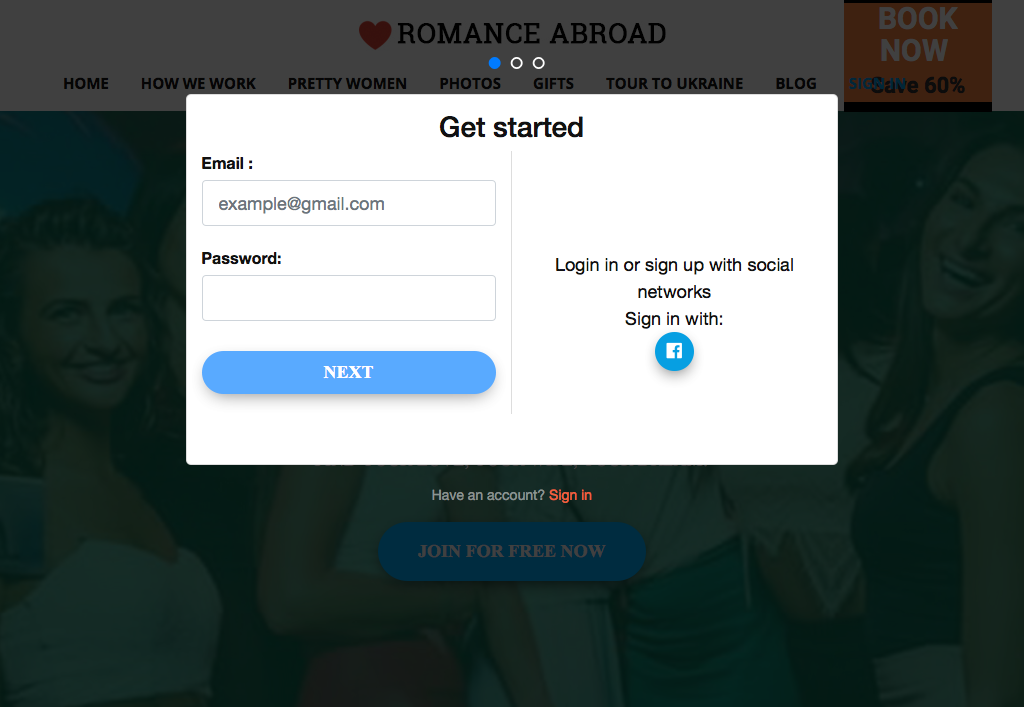 ROMANCE ABROAD
BOOK
NOW
Save 60%
HOME HOW WE WORK PRETTY WOMEN PHOTOS GIFTS TOUR TO UKRAINE BLOG SIGN IN
Get started
Email :
example@gmail.com
Password:
NEXT
Login in or sign up with social
networks
Sign in with:
Have an account? Sign in
JOIN FOR FREE NOW